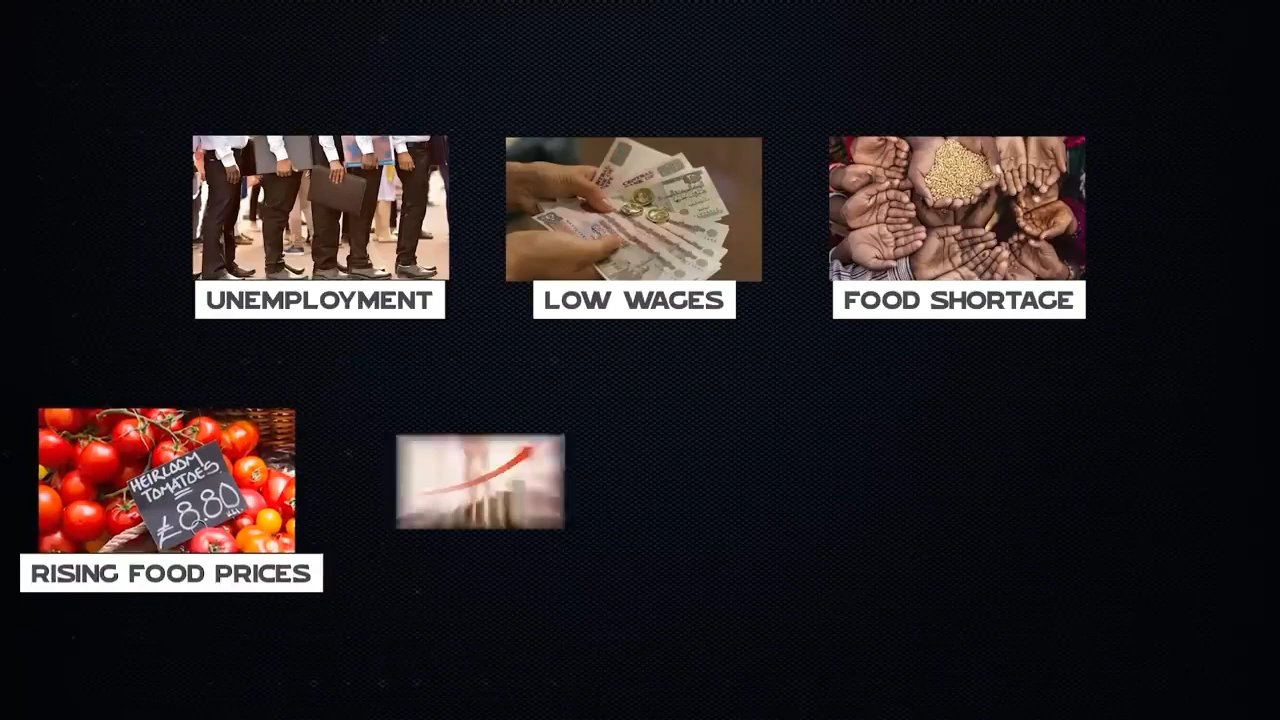 UNEMPLOYMENT
LOW WAGES
FOOD SHORTAGE
HEIRLOOM
TOMATOES
£8.80
RISING FOOD PRICES